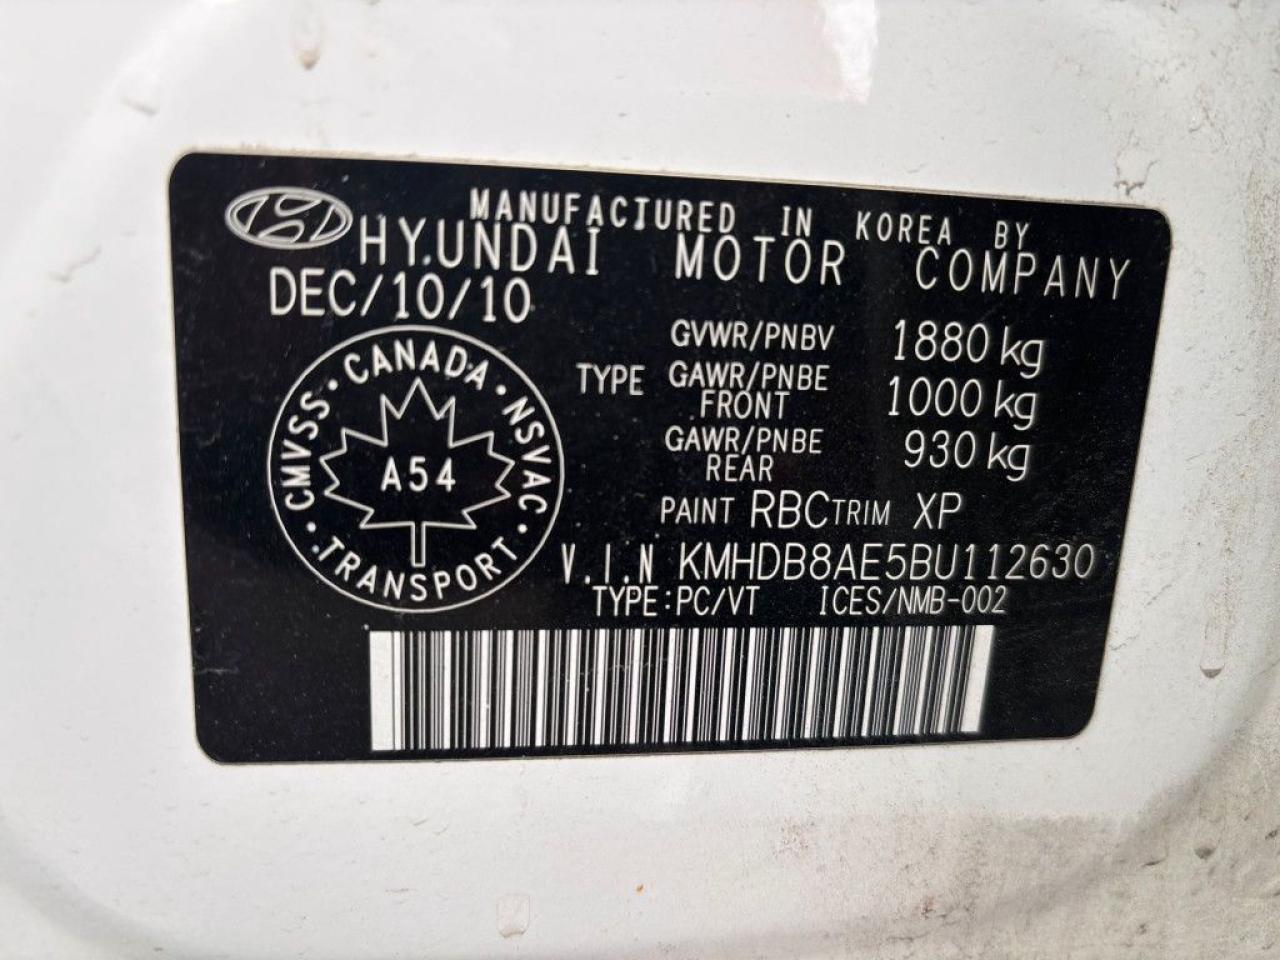 MANUFACTURED IN KOREA BY
HYUNDAI MOTOR COMPANY
DEC/10/10
CMVSS · CANADA · NSVAC · TRANSPORT ·
A54
TYPE
GVWR/PNBV 1880 kg
GAWR/PNBE FRONT 1000 kg
GAWR/PNBE REAR 930 kg
PAINT RBC TRIM XP
V.I.N KMHDB8AE5BU112630
TYPE:PC/VT ICES/NMB-002